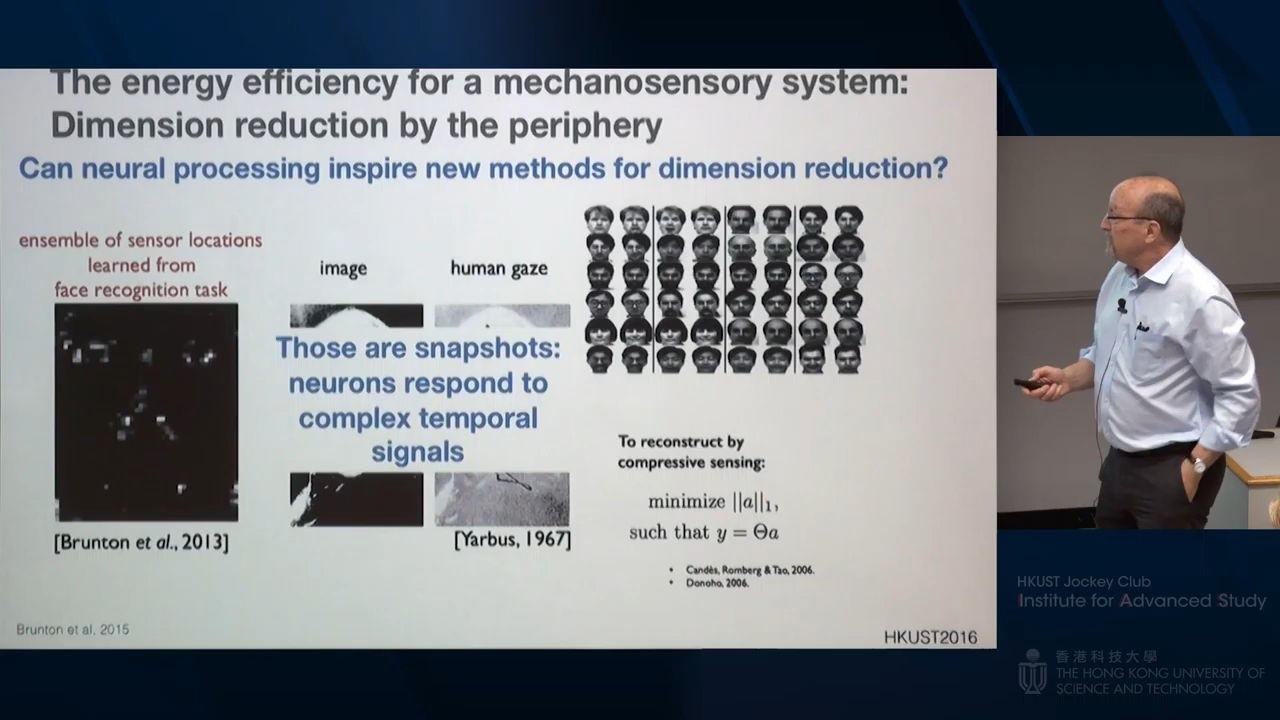 The energy efficiency for a mechanosensory system:
Dimension reduction by the periphery
Can neural processing inspire new methods for dimension reduction?
ensemble of sensor locations
learned from
face recognition task
image
human gaze
Those are snapshots:
neurons respond to
complex temporal
signals
[Brunton et al., 2013]
[Yarbus, 1967]
To reconstruct by
compressive sensing:
minimize ||a||₁,
such that y = Θa
• Candès, Romberg & Tao, 2006.
• Donoho, 2006.
Brunton et al, 2015
HKUST2016
HKUST Jockey Club
Institute for Advanced Study
香港科技大學
THE HONG KONG UNIVERSITY OF
SCIENCE AND TECHNOLOGY